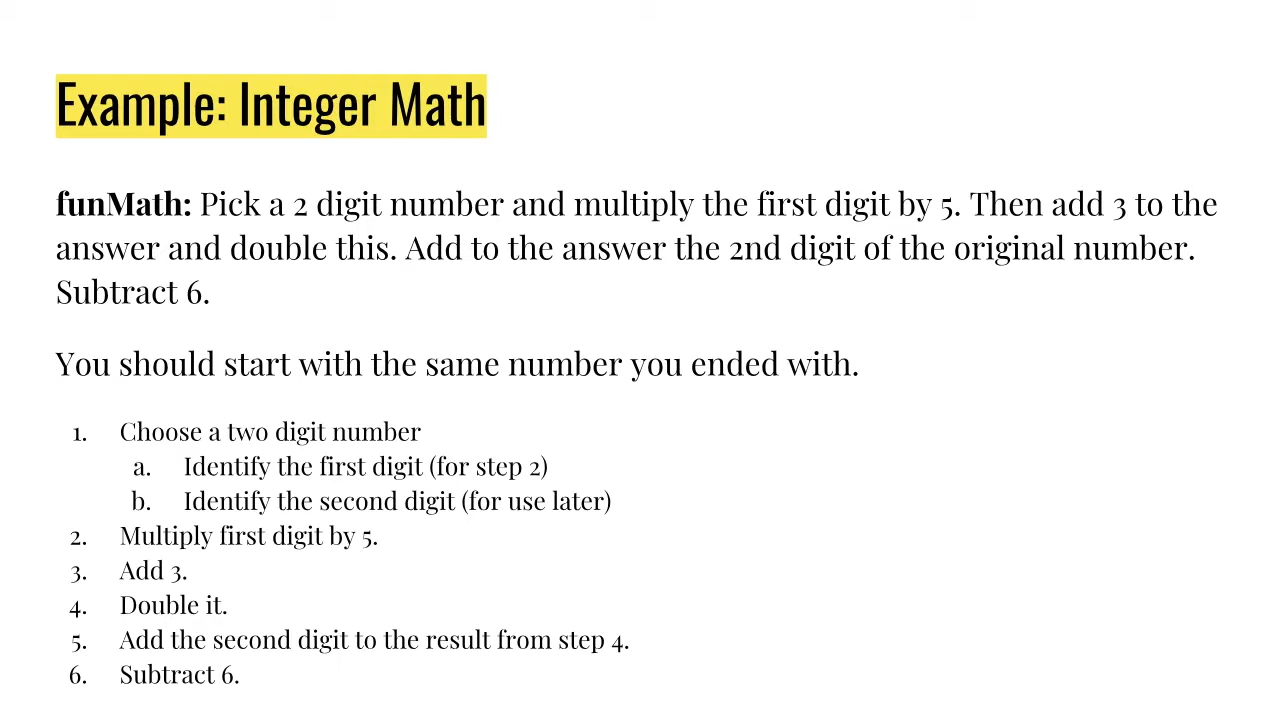 Example: Integer Math
funMath: Pick a 2 digit number and multiply the first digit by 5. Then add 3 to the
answer and double this. Add to the answer the 2nd digit of the original number.
Subtract 6.
You should start with the same number you ended with.
1. Choose a two digit number
a. Identify the first digit (for step 2)
b. Identify the second digit (for use later)
2. Multiply first digit by 5.
3. Add 3.
4. Double it.
5. Add the second digit to the result from step 4.
6. Subtract 6.